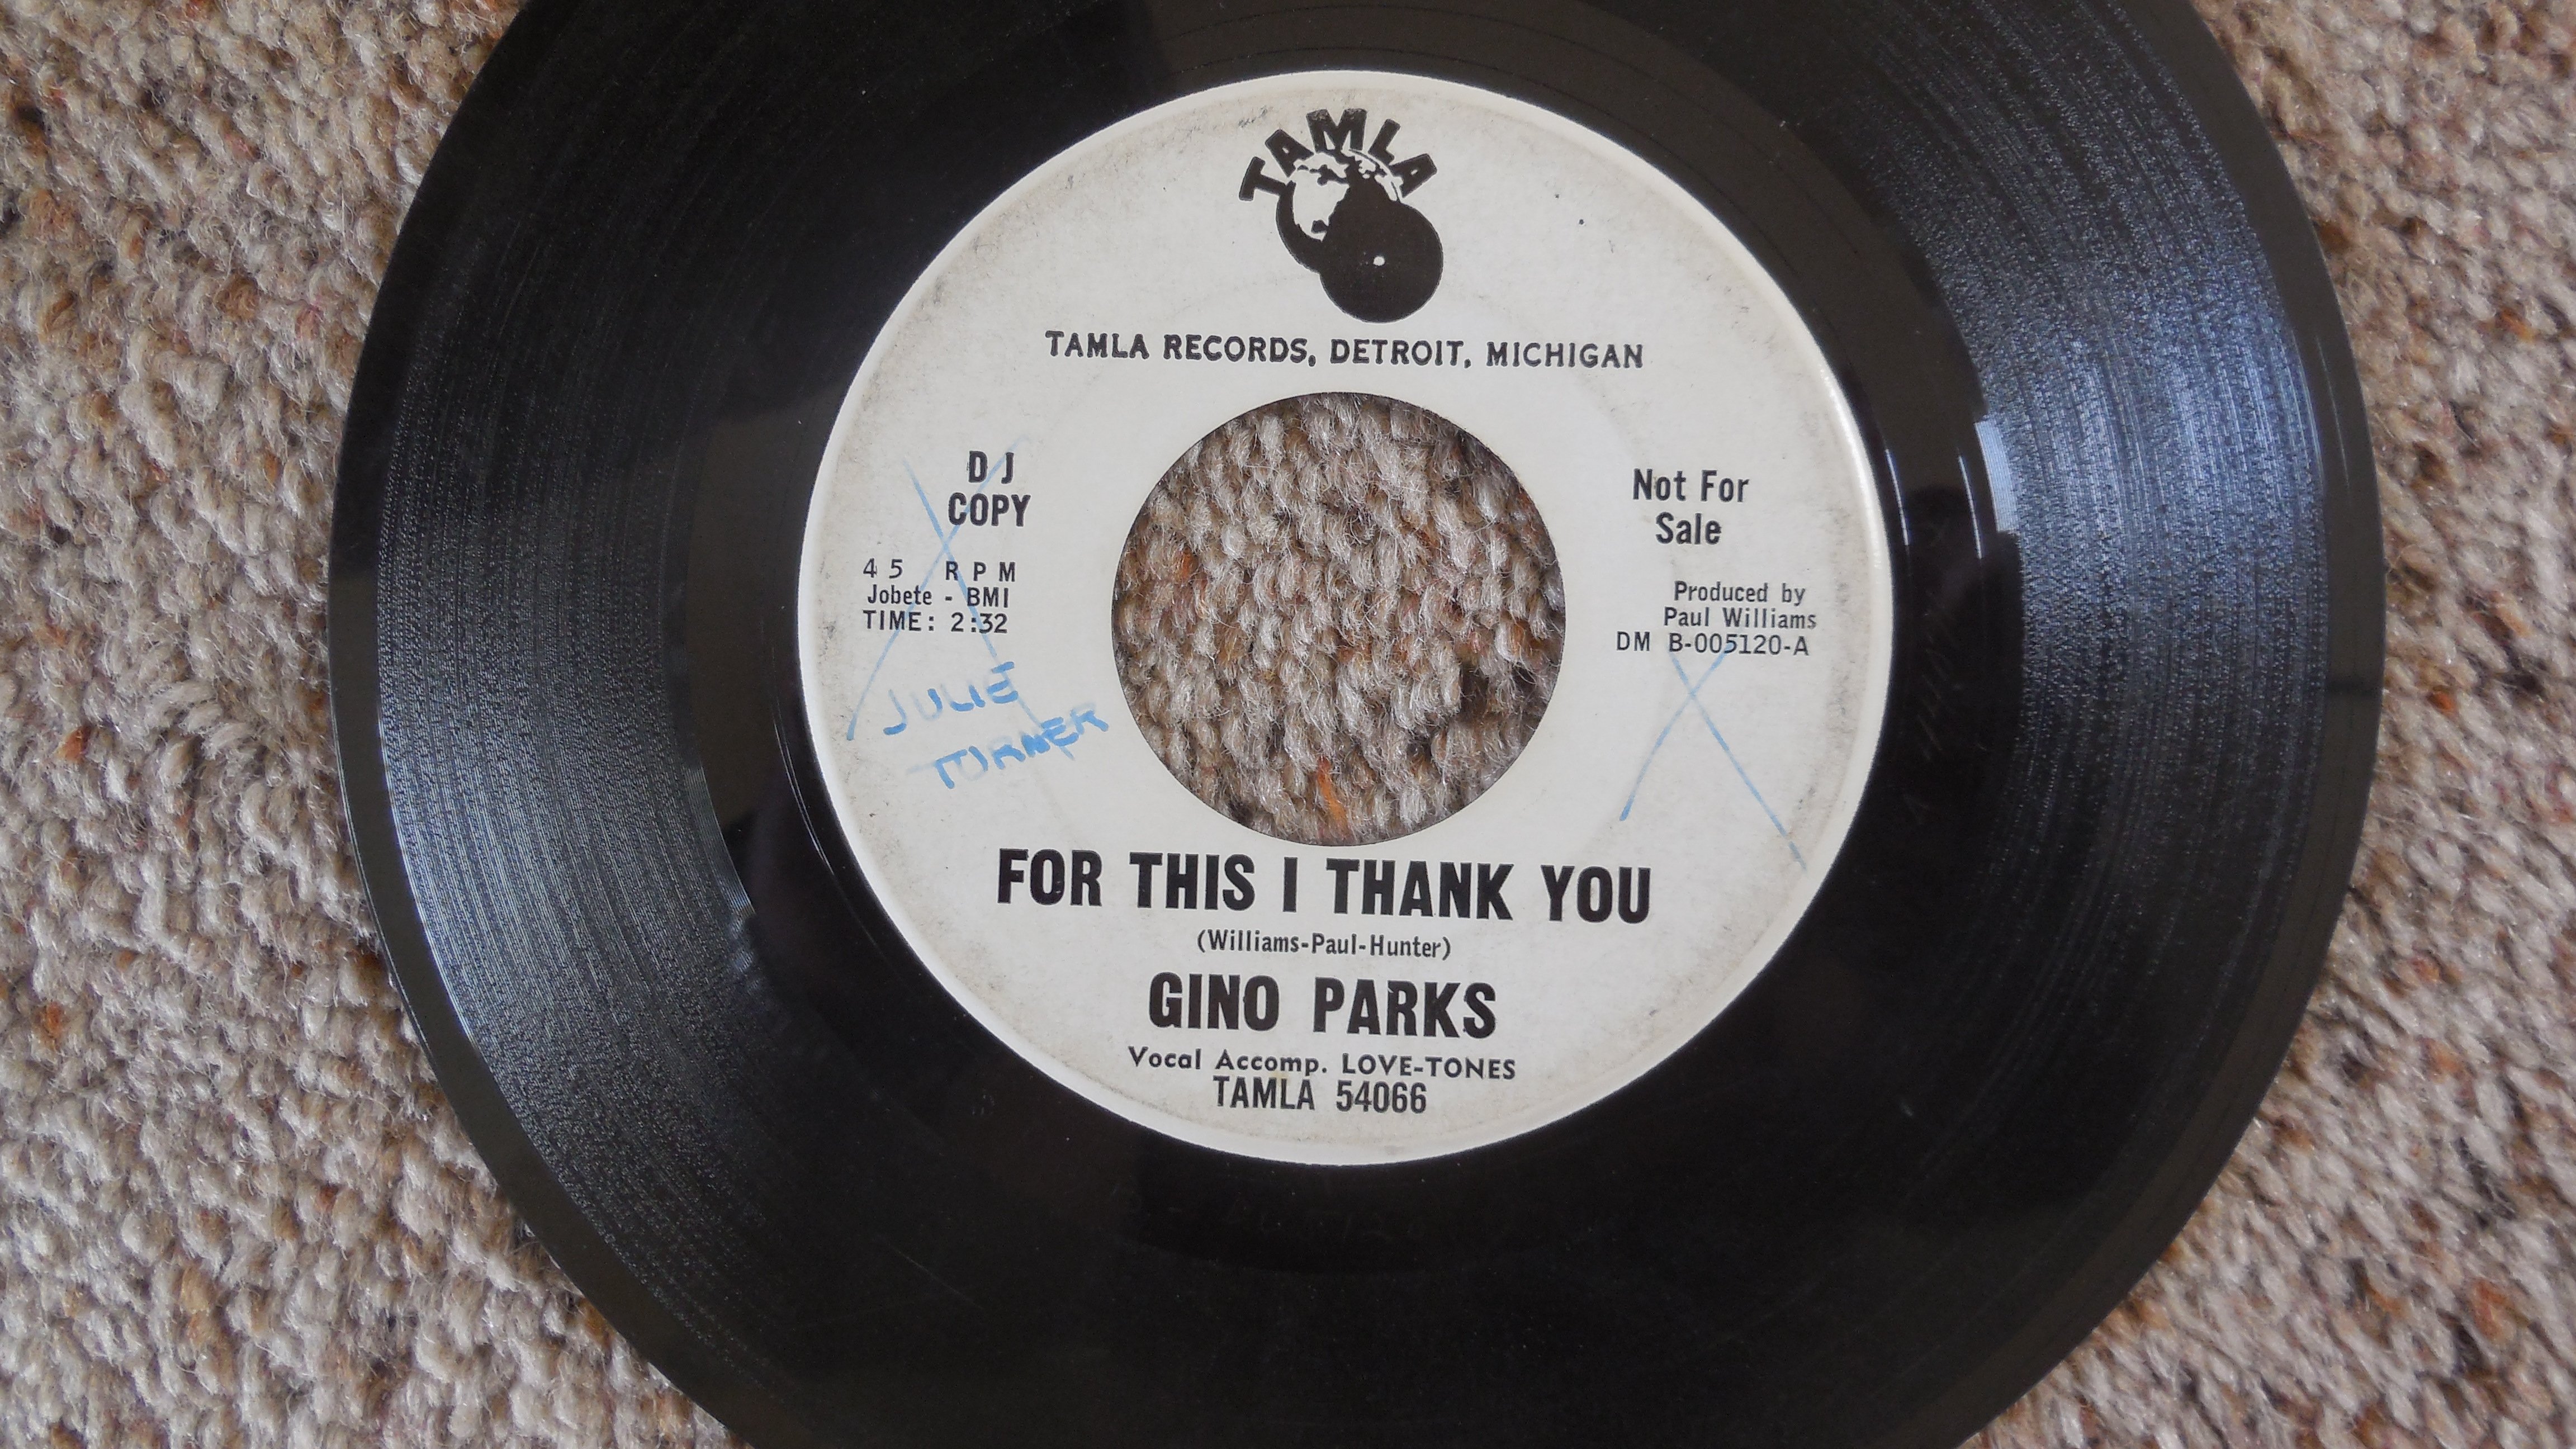 TAMLA
TAMLA RECORDS, DETROIT, MICHIGAN
D J
COPY
45 RPM
Jobete - BMI
TIME: 2:32
JULIE
TURNER
Not For
Sale
Produced by
Paul Williams
DM B-005120-A
FOR THIS I THANK YOU
(Williams-Paul-Hunter)
GINO PARKS
Vocal Accomp. LOVE-TONES
TAMLA 54066